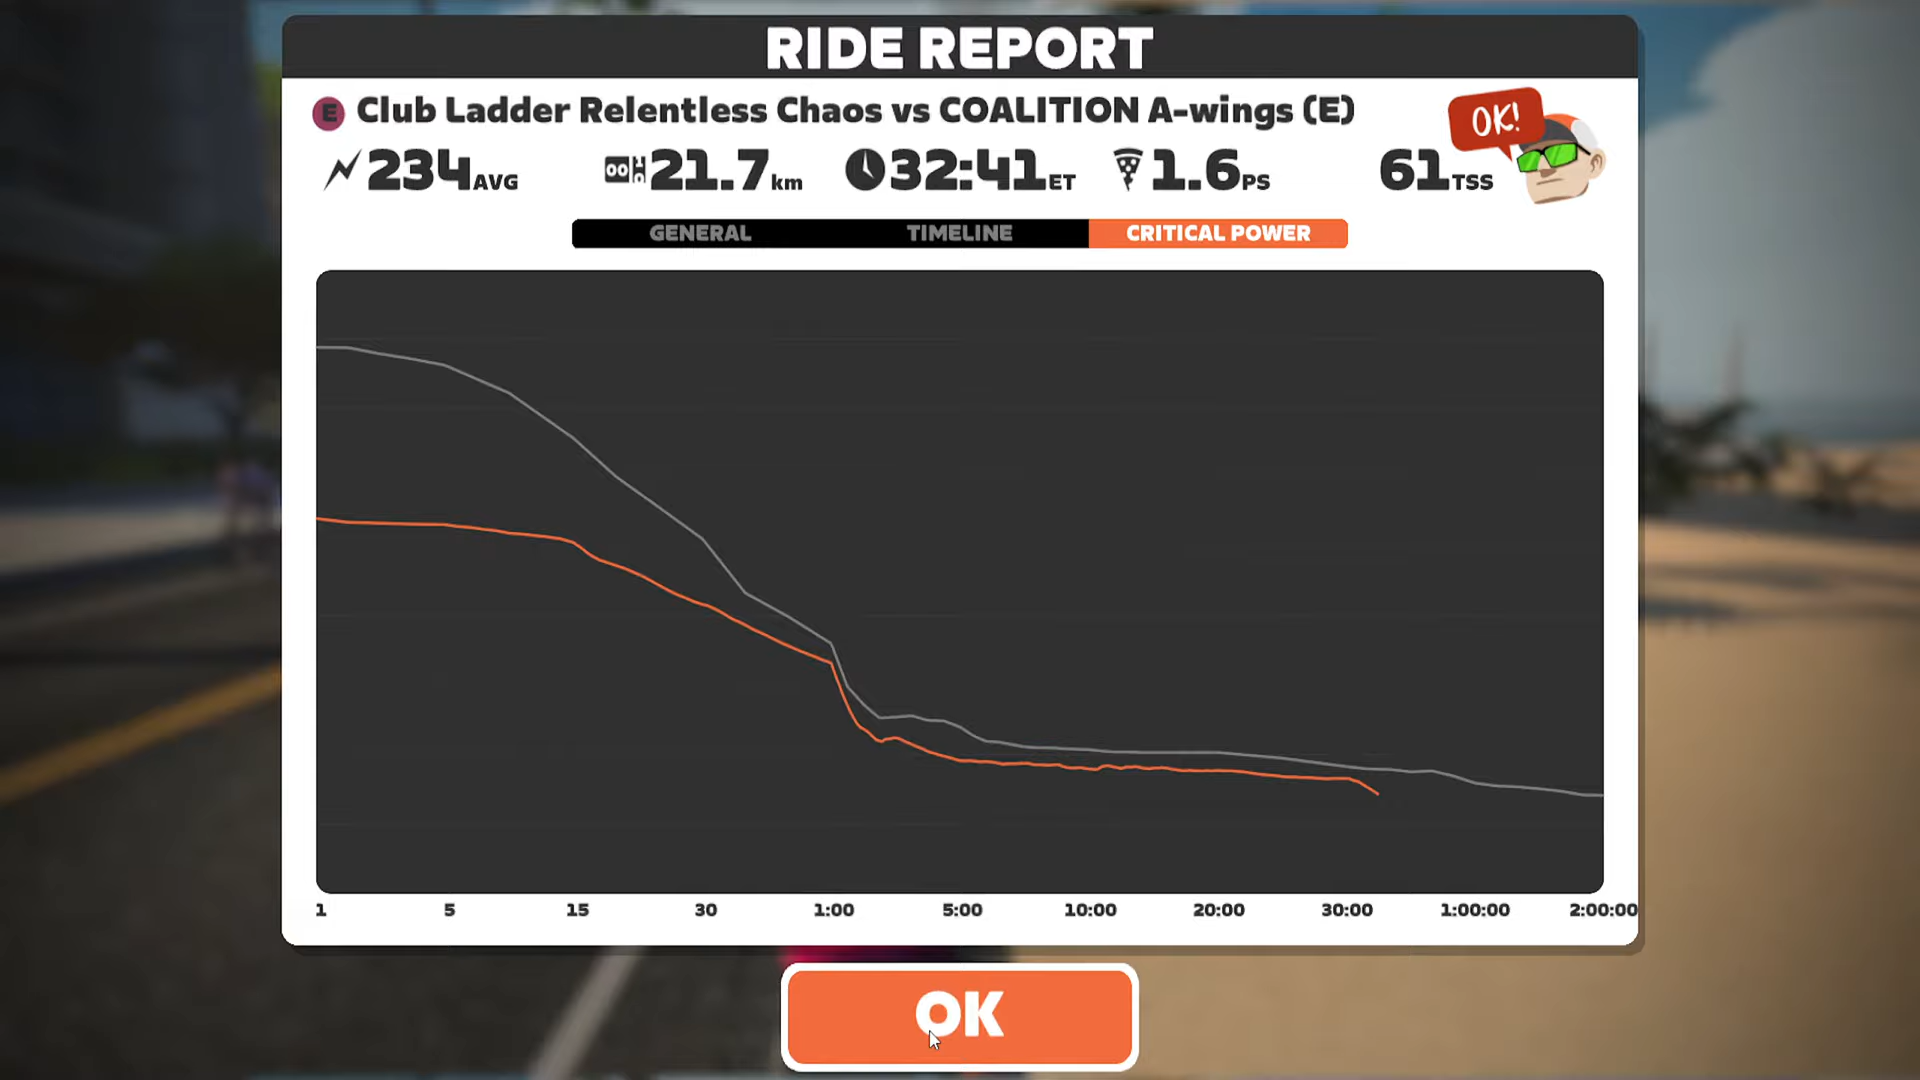 RIDE REPORT
E Club Ladder Relentless Chaos vs COALITION A-wings (E)
OK!
234AVG 21.7km 32:41ET 1.6PS 61TSS
GENERAL TIMELINE CRITICAL POWER
1 5 15 30 1:00 5:00 10:00 20:00 30:00 1:00:00 2:00:00
OK